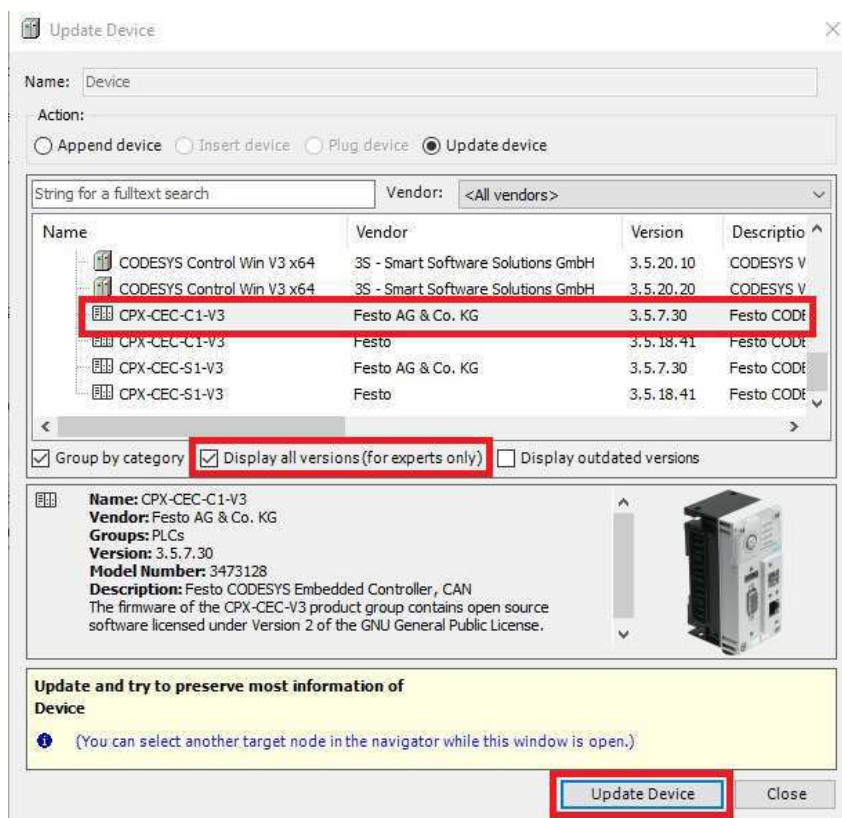 Update Device
Name: Device
Action:
Append device Insert device Plug device Update device
String for a fulltext search Vendor: <All vendors>
Name Vendor Version Descriptio
CODESYS Control Win V3 x64 3S - Smart Software Solutions GmbH 3.5.20.10 CODESYS V
CODESYS Control Win V3 x64 3S - Smart Software Solutions GmbH 3.5.20.20 CODESYS V
CPX-CEC-C1-V3 Festo AG & Co. KG 3.5.7.30 Festo CODE
CPX-CEC-C1-V3 Festo 3.5.18.41 Festo CODE
CPX-CEC-S1-V3 Festo AG & Co. KG 3.5.7.30 Festo CODE
CPX-CEC-S1-V3 Festo 3.5.18.41 Festo CODE
Group by category Display all versions (for experts only) Display outdated versions
Name: CPX-CEC-C1-V3
Vendor: Festo AG & Co. KG
Groups: PLCs
Version: 3.5.7.30
Model Number: 3473128
Description: Festo CODESYS Embedded Controller, CAN
The firmware of the CPX-CEC-V3 product group contains open source
software licensed under Version 2 of the GNU General Public License.
Update and try to preserve most information of
Device
(You can select another target node in the navigator while this window is open.)
Update Device Close